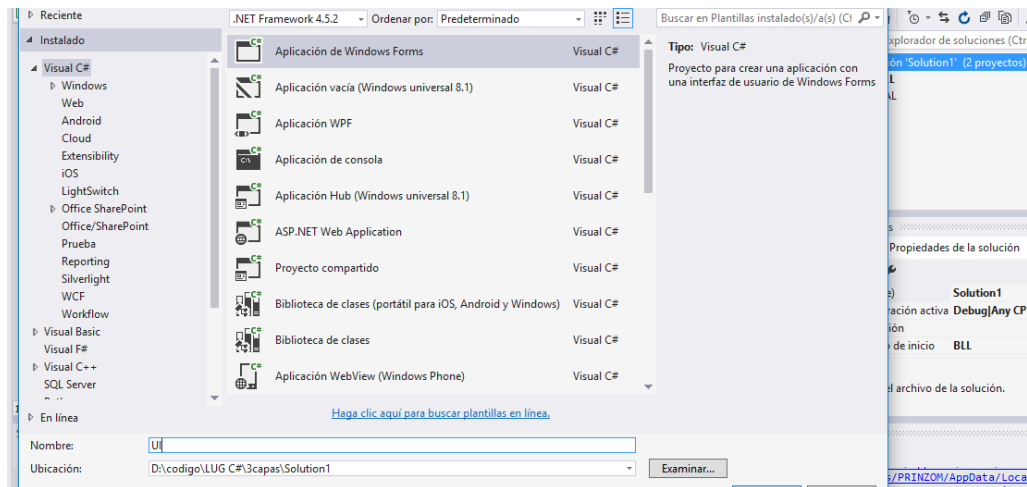 Reciente
.NET Framework 4.5.2
Ordenar por: Predeterminado
Buscar en Plantillas instalado(s)/a(s) (Ct
Instalado
Visual C#
Windows
Web
Android
Cloud
Extensibility
iOS
LightSwitch
Office SharePoint
Office/SharePoint
Prueba
Reporting
Silverlight
WCF
Workflow
Visual Basic
Visual F#
Visual C++
SQL Server
En línea
Aplicación de Windows Forms Visual C#
Aplicación vacía (Windows universal 8.1) Visual C#
Aplicación WPF Visual C#
Aplicación de consola Visual C#
Aplicación Hub (Windows universal 8.1) Visual C#
ASP.NET Web Application Visual C#
Proyecto compartido Visual C#
Biblioteca de clases (portátil para iOS, Android y Windows) Visual C#
Biblioteca de clases Visual C#
Aplicación WebView (Windows Phone) Visual C#
Haga clic aquí para buscar plantillas en línea.
Tipo: Visual C#
Proyecto para crear una aplicación con
una interfaz de usuario de Windows Forms
Nombre: UI
Ubicación: D:\codigo\LUG C#\3capas\Solution1
Examinar...
xplorador de soluciones (Ctr
ón 'Solution1' (2 proyectos)
L
AL
Propiedades de la solución
e) Solution1
ración activa Debug|Any CP
ión
de inicio BLL
el archivo de la solución.
s/PRINZOM/AppData/Loca